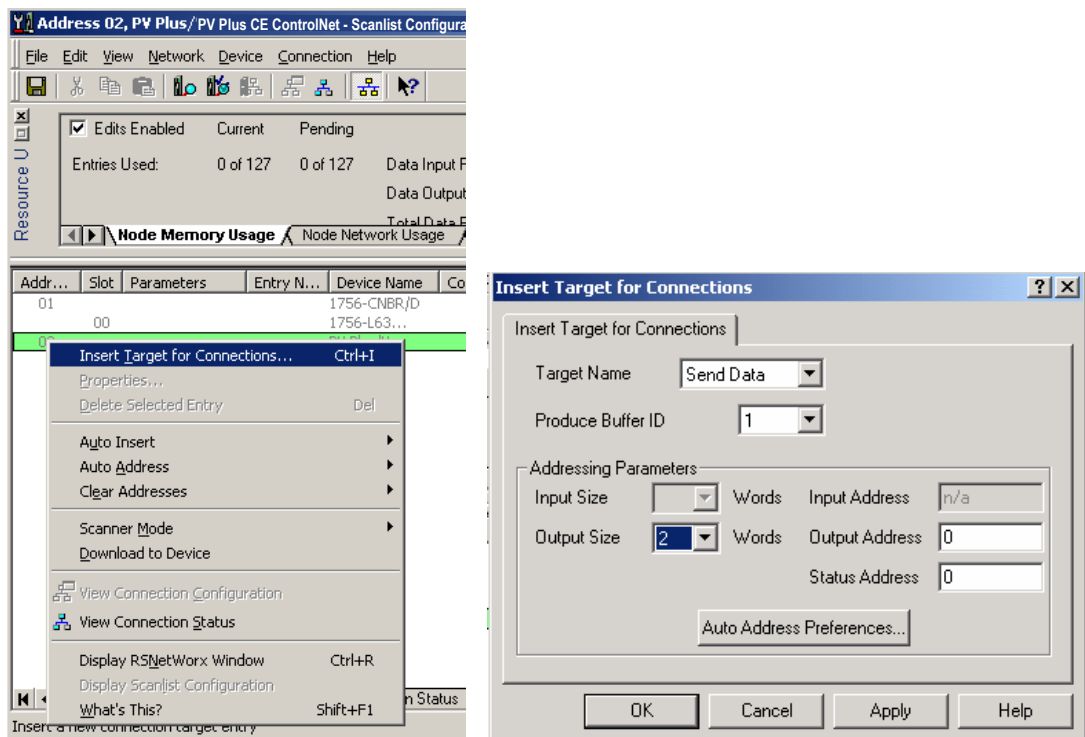 Address 02, PV Plus/PV Plus CE ControlNet - Scanlist Configura
File Edit View Network Device Connection Help
Resource U
Edits Enabled Current Pending
Entries Used: 0 of 127 0 of 127 Data Input
Data Output
Total Data
Node Memory Usage Node Network Usage
Addr... Slot Parameters Entry N... Device Name Co
01 1756-CNBR/D
00 1756-L63...
Insert Target for Connections... Ctrl+I
Properties...
Delete Selected Entry Del
Auto Insert
Auto Address
Clear Addresses
Scanner Mode
Download to Device
View Connection Configuration
View Connection Status
Display RSNetWorx Window Ctrl+R
Display Scanlist Configuration
What's This? Shift+F1
n Status
Insert a new connection target entry
Insert Target for Connections
Insert Target for Connections
Target Name Send Data
Produce Buffer ID 1
Addressing Parameters
Input Size Words Input Address n/a
Output Size 2 Words Output Address 0
Status Address 0
Auto Address Preferences...
OK Cancel Apply Help